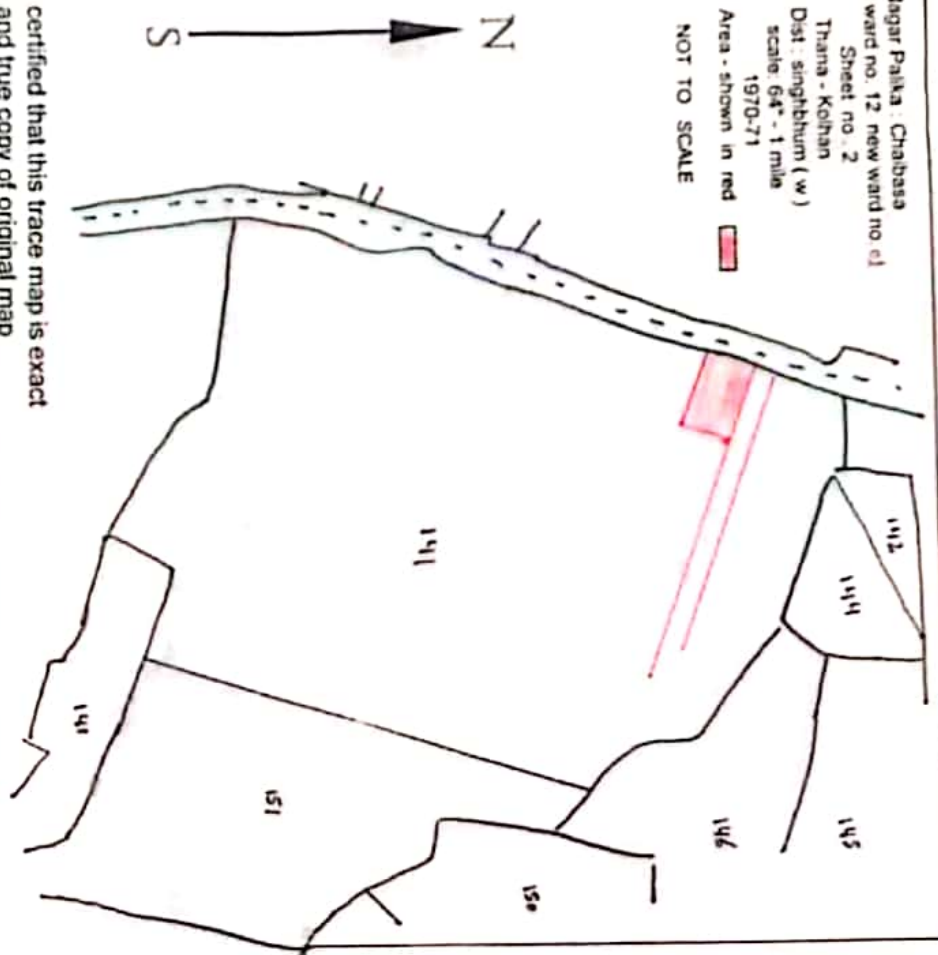 Nagar Palika : Chaibasa
ward no. 12 new ward no. 
Sheet no . 2
Thana - Kolhan
Dist : singhbhum ( w )
scale: 64" - 1 mile
1970-71
Area - shown in red
NOT TO SCALE
N
S
142
144
141
145
146
141
151
150
certified that this trace map is exact
and true copy of original map